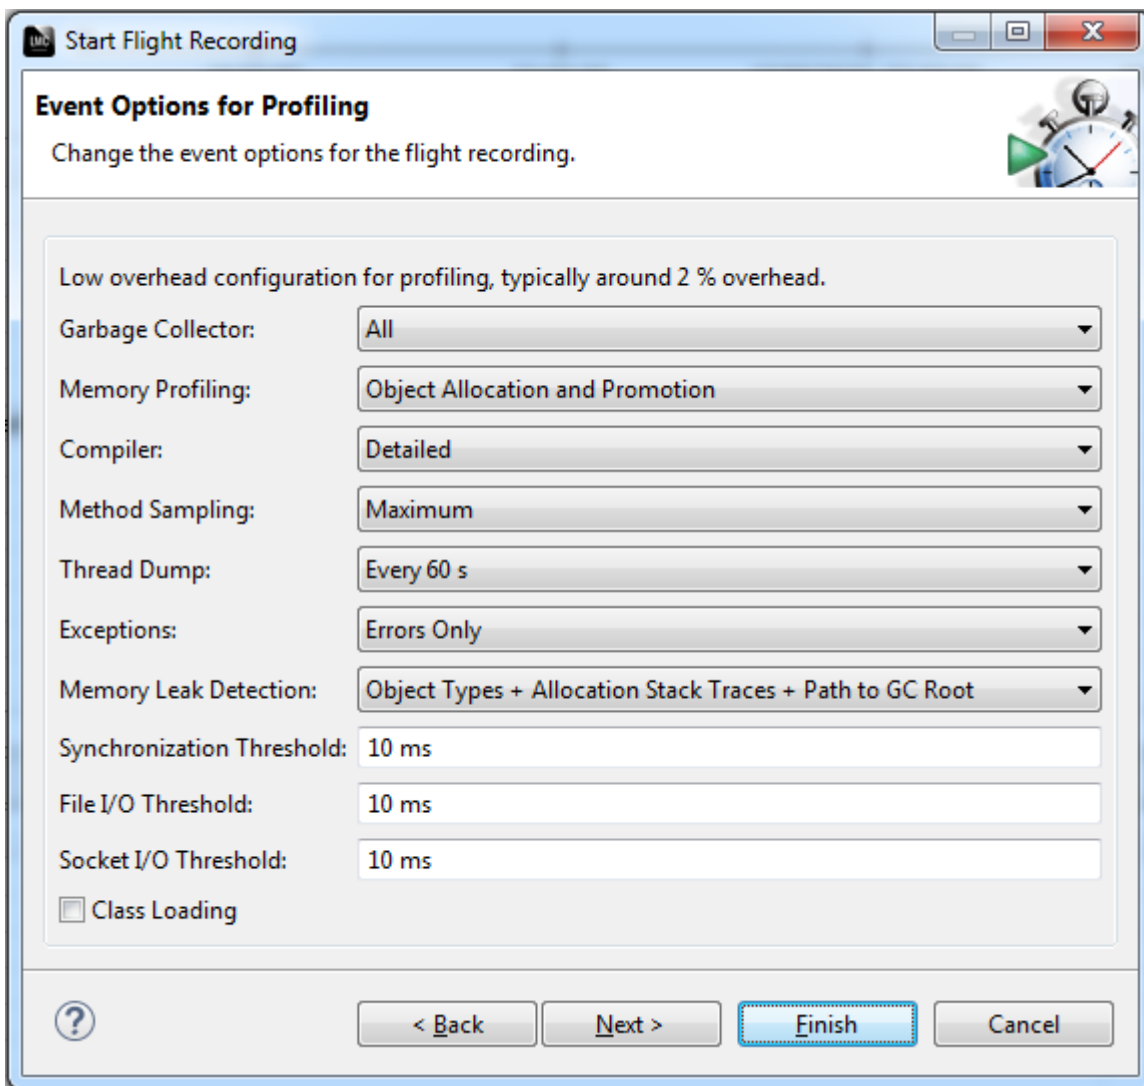 LMC Start Flight Recording
Event Options for Profiling
Change the event options for the flight recording.
Low overhead configuration for profiling, typically around 2 % overhead.
Garbage Collector: All
Memory Profiling: Object Allocation and Promotion
Compiler: Detailed
Method Sampling: Maximum
Thread Dump: Every 60 s
Exceptions: Errors Only
Memory Leak Detection: Object Types + Allocation Stack Traces + Path to GC Root
Synchronization Threshold: 10 ms
File I/O Threshold: 10 ms
Socket I/O Threshold: 10 ms
Class Loading
? < Back Next > Finish Cancel